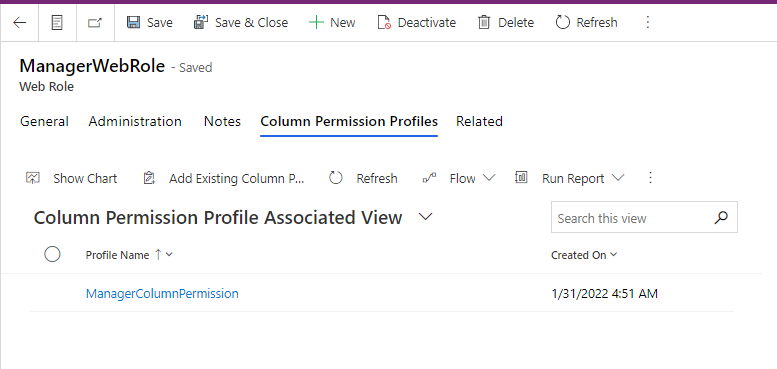 Save Save & Close New Deactivate Delete Refresh
ManagerWebRole - Saved
Web Role
General Administration Notes Column Permission Profiles Related
Show Chart Add Existing Column P... Refresh Flow Run Report
Column Permission Profile Associated View Search this view
Profile Name Created On
ManagerColumnPermission 1/31/2022 4:51 AM